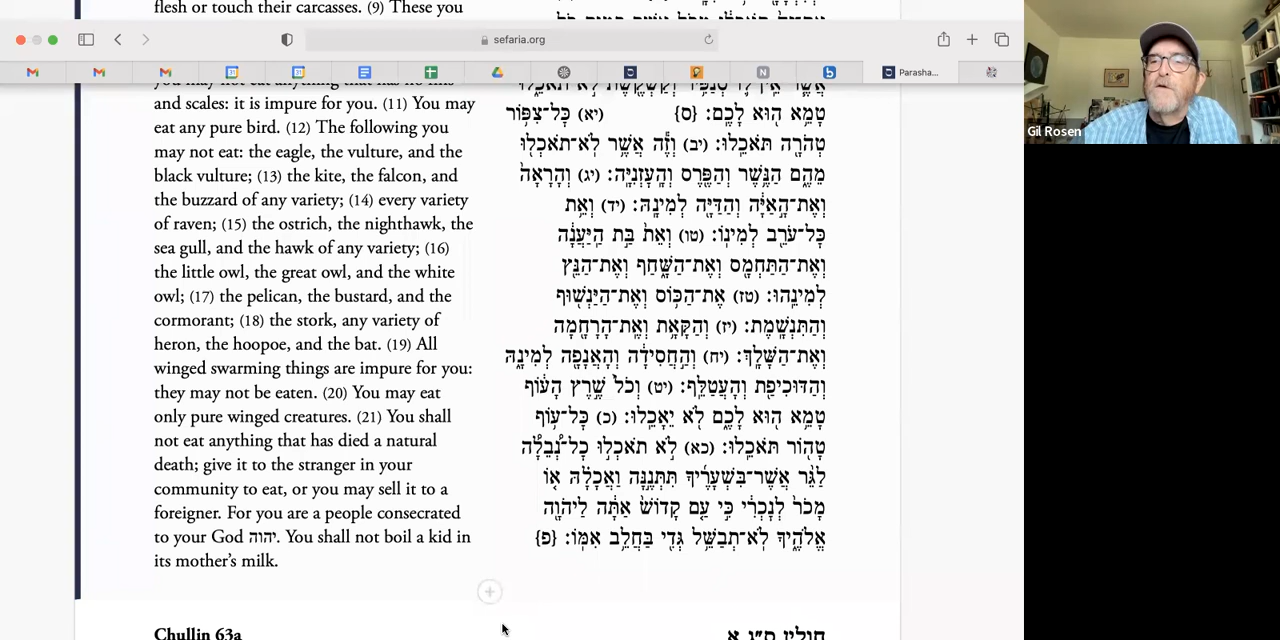 flesh or touch their carcasses. (9) These you
sefaria.org
Parasha...
and scales: it is impure for you. (11) You may
eat any pure bird. (12) The following you
may not eat: the eagle, the vulture, and the
black vulture; (13) the kite, the falcon, and
the buzzard of any variety; (14) every variety
of raven; (15) the ostrich, the nighthawk, the
sea gull, and the hawk of any variety; (16)
the little owl, the great owl, and the white
owl; (17) the pelican, the bustard, and the
cormorant; (18) the stork, any variety of
heron, the hoopoe, and the bat. (19) All
winged swarming things are impure for you:
they may not be eaten. (20) You may eat
only pure winged creatures. (21) You shall
not eat anything that has died a natural
death; give it to the stranger in your
community to eat, or you may sell it to a
foreigner. For you are a people consecrated
to your God יהוה. You shall not boil a kid in
its mother's milk.
טָמֵ֥א ה֖וּא לָכֶֽם׃ {ס} (יא) כׇּל־צִפּ֥וֹר
טְהֹרָ֖ה תֹּאכֵֽלוּ׃ (יב) וְזֶ֕ה אֲשֶׁ֥ר לֹֽא־תֹאכְל֖וּ
מֵהֶ֑ם הַנֶּ֥שֶׁר וְהַפֶּ֖רֶס וְהָֽעׇזְנִיָּֽה׃ (יג) וְהָרָאָה֙
וְאֶת־הָ֣אַיָּ֔ה וְהַדַּיָּ֖ה לְמִינָֽהּ׃ (יד) וְאֵ֥ת
כׇּל־עֹרֵ֖ב לְמִינֽוֹ׃ (טו) וְאֵת֙ בַּ֣ת הַֽיַּעֲנָ֔ה
וְאֶת־הַתַּחְמָ֖ס וְאֶת־הַשָּׁ֑חַף וְאֶת־הַנֵּ֖ץ
לְמִינֵֽהוּ׃ (טז) אֶת־הַכּ֥וֹס וְאֶת־הַיַּנְשׁ֖וּף
וְהַתִּנְשָֽׁמֶת׃ (יז) וְהַקָּאָ֥ת וְאֶֽת־הָרָחָ֖מָה
וְאֶת־הַשָּׁלָֽךְ׃ (יח) וְהַ֣חֲסִידָ֔ה וְהָאֲנָפָ֖ה לְמִינָ֑הּ
וְהַדּוּכִיפַ֖ת וְהָעֲטַלֵּֽף׃ (יט) וְכֹל֙ שֶׁ֣רֶץ הָע֔וֹף
טָמֵ֥א ה֖וּא לָכֶ֑ם לֹ֖א יֵאָכֵֽלוּ׃ (כ) כׇּל־ע֥וֹף
טָה֖וֹר תֹּאכֵֽלוּ׃ (כא) לֹ֣א תֹאכְל֣וּ כׇל־נְ֠בֵלָ֠ה
לַגֵּ֨ר אֲשֶׁר־בִּשְׁעָרֶ֜יךָ תִּתְּנֶ֣נָּה וַאֲכָלָ֗הּ א֤וֹ
מָכֹר֙ לְנׇכְרִ֔י כִּ֣י עַ֤ם קָדוֹשׁ֙ אַתָּ֔ה לַיהֹוָ֖ה
אֱלֹהֶ֑יךָ לֹֽא־תְבַשֵּׁ֥ל גְּדִ֖י בַּחֲלֵ֥ב אִמּֽוֹ׃ {פ}
Chullin 63a
חולין ס״ג א
Gil Rosen